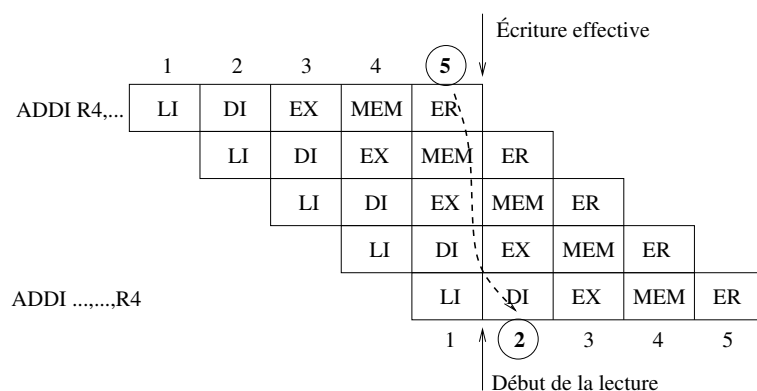 Écriture effective
1 2 3 4 5
ADDI R4,... LI DI EX MEM ER
LI DI EX MEM ER
LI DI EX MEM ER
LI DI EX MEM ER
ADDI ...,...,R4 LI DI EX MEM ER
1 2 3 4 5
Début de la lecture